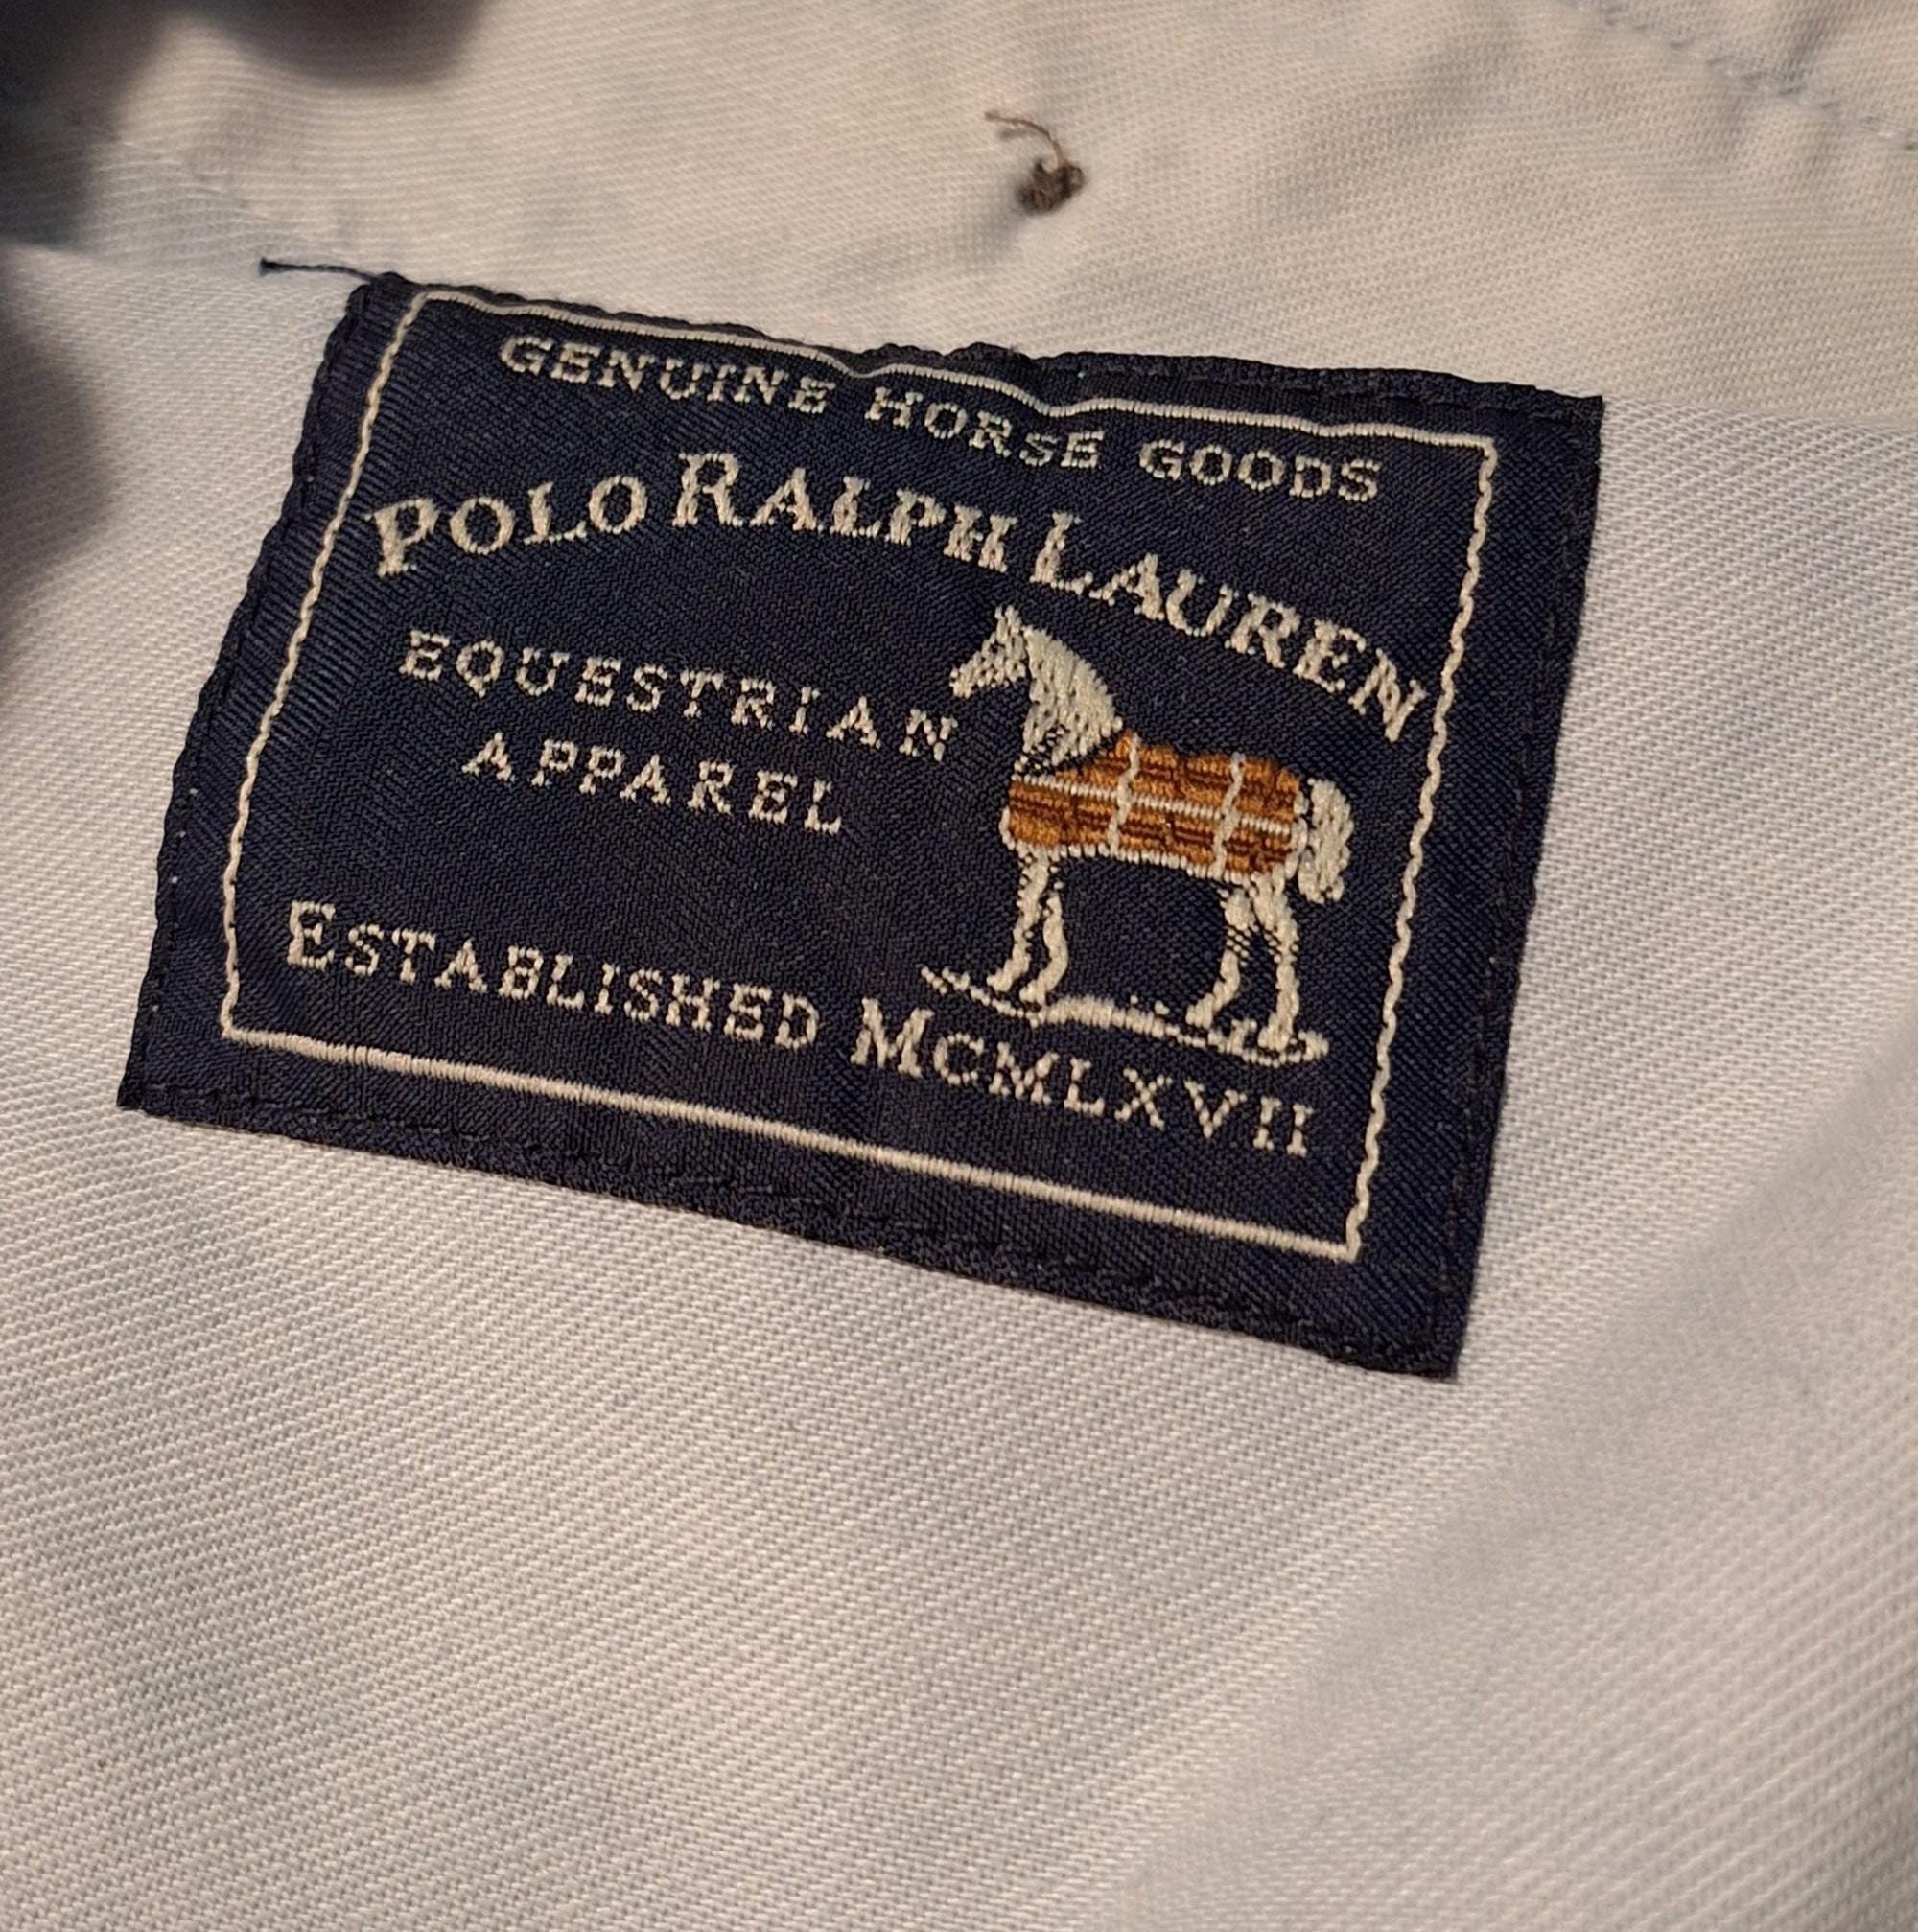 GENUINE HORSE GOODS
POLO RALPH LAUREN
EQUESTRIAN
APPAREL
ESTABLISHED MCMLXVII